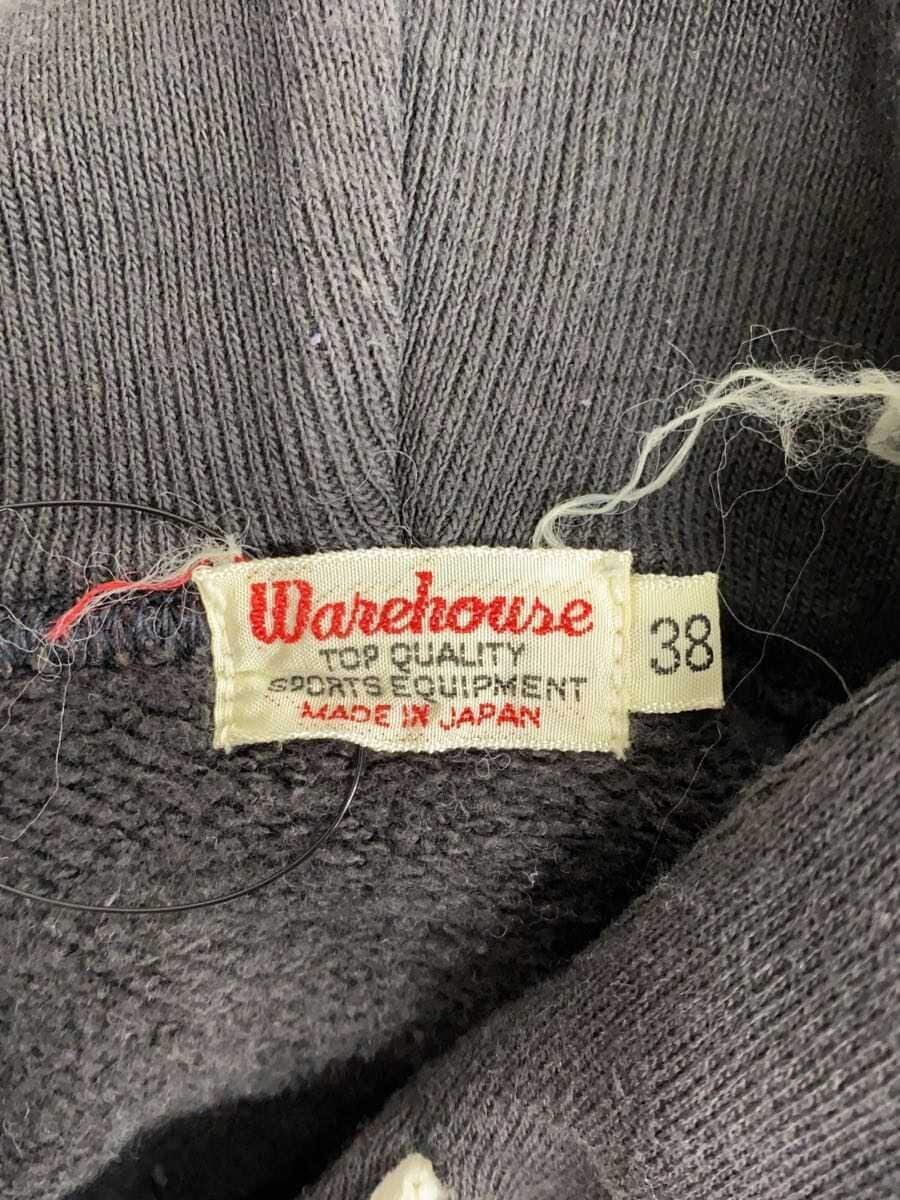 Warehouse
TOP QUALITY
SPORTS EQUIPMENT
MADE IN JAPAN
38